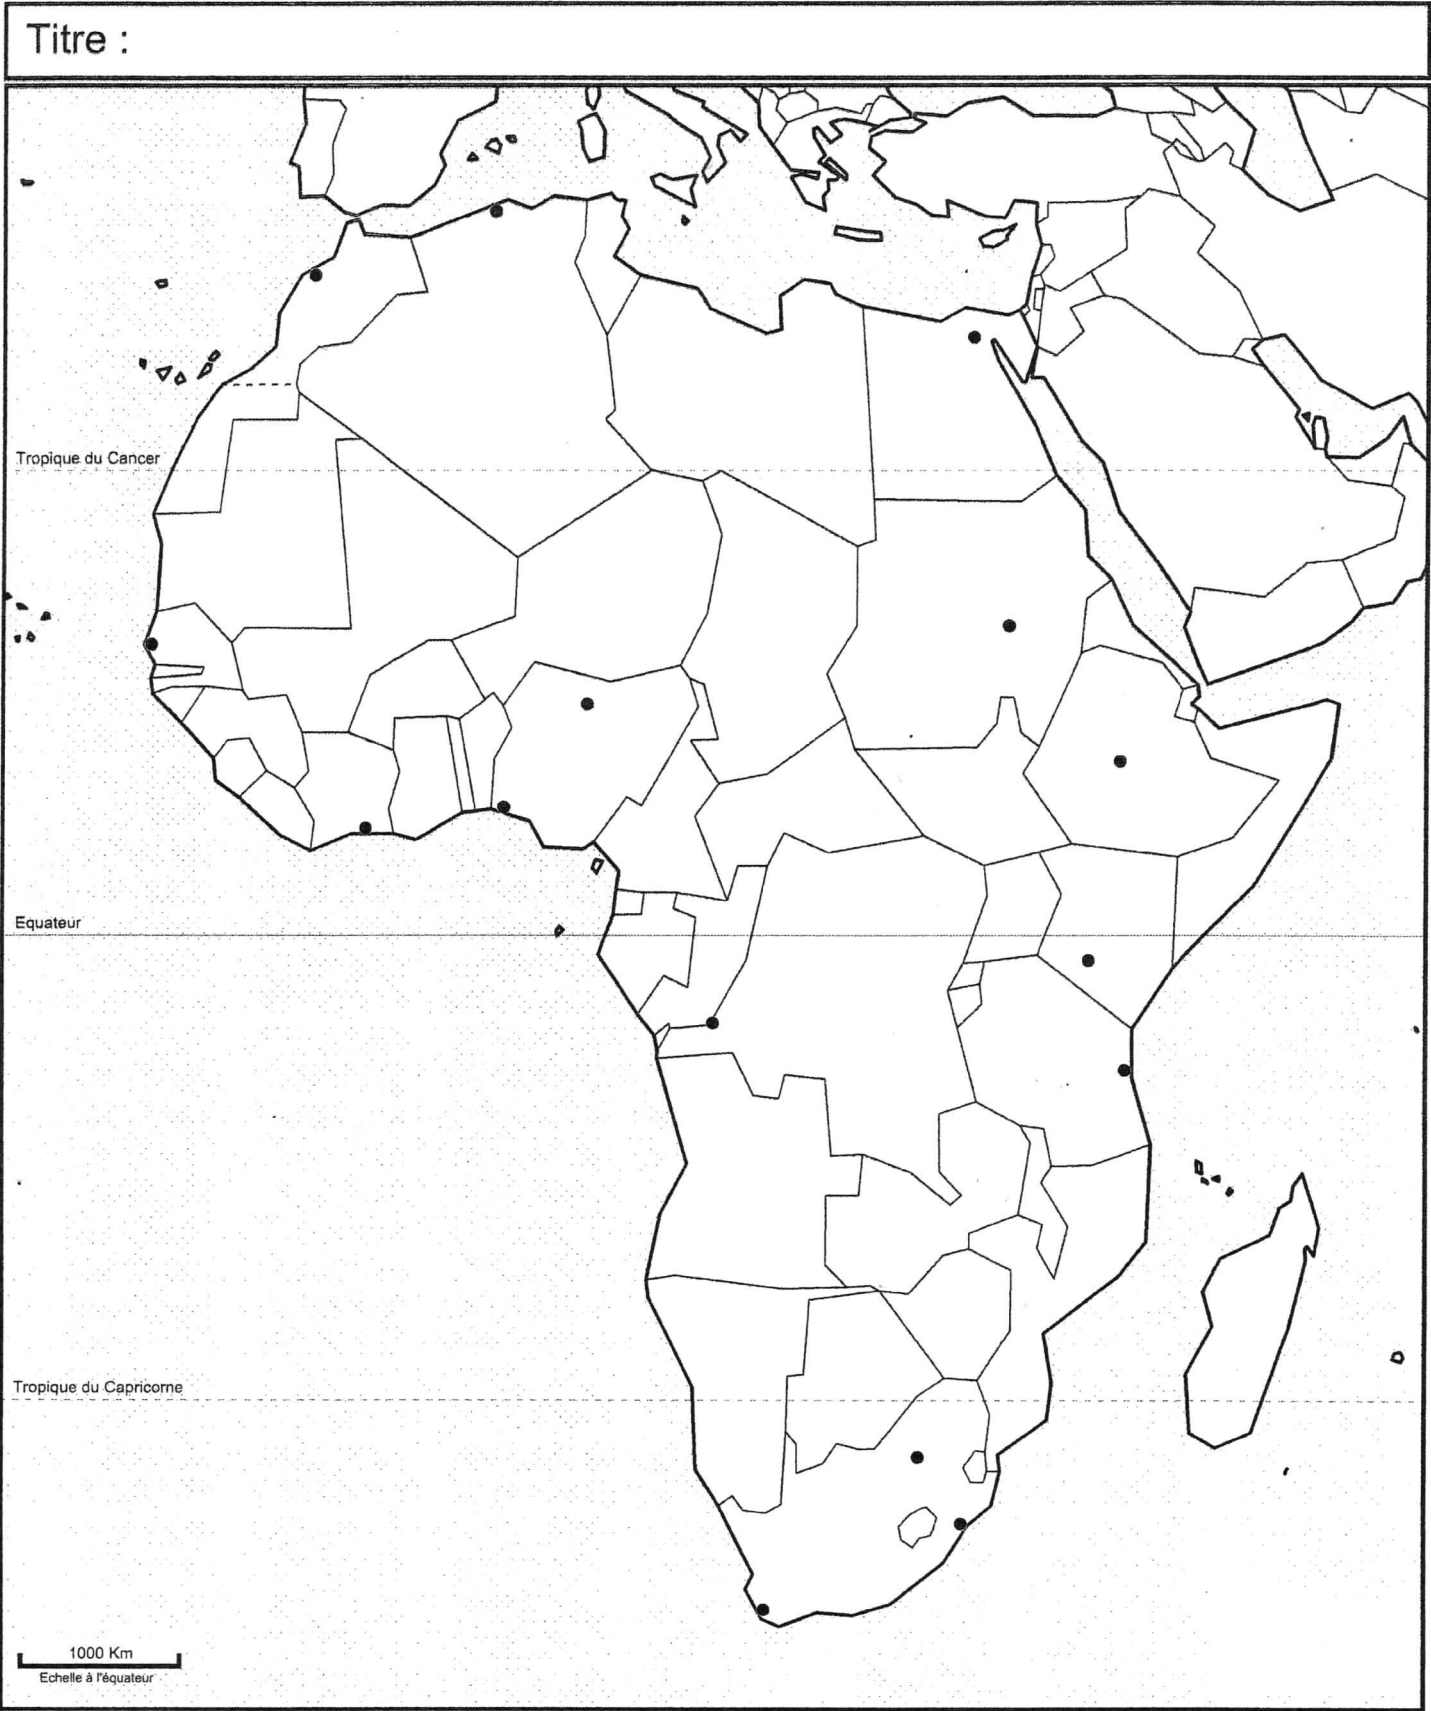 Titre :
Tropique du Cancer
Equateur
Tropique du Capricorne
1000 Km
Echelle à l'équateur